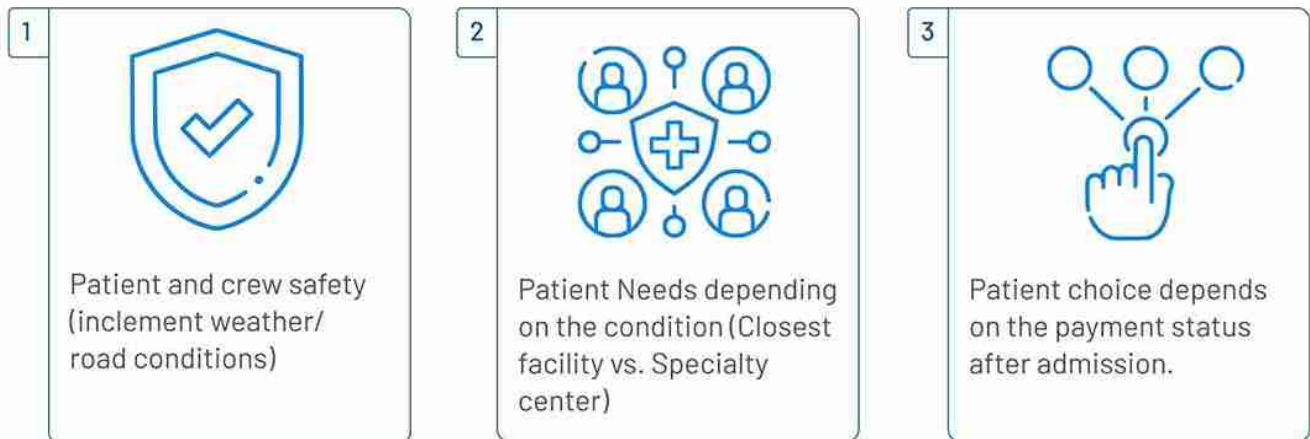 1
Patient and crew safety
(inclement weather/
road conditions)
2
Patient Needs depending
on the condition (Closest
facility vs. Specialty
center)
3
Patient choice depends
on the payment status
after admission.